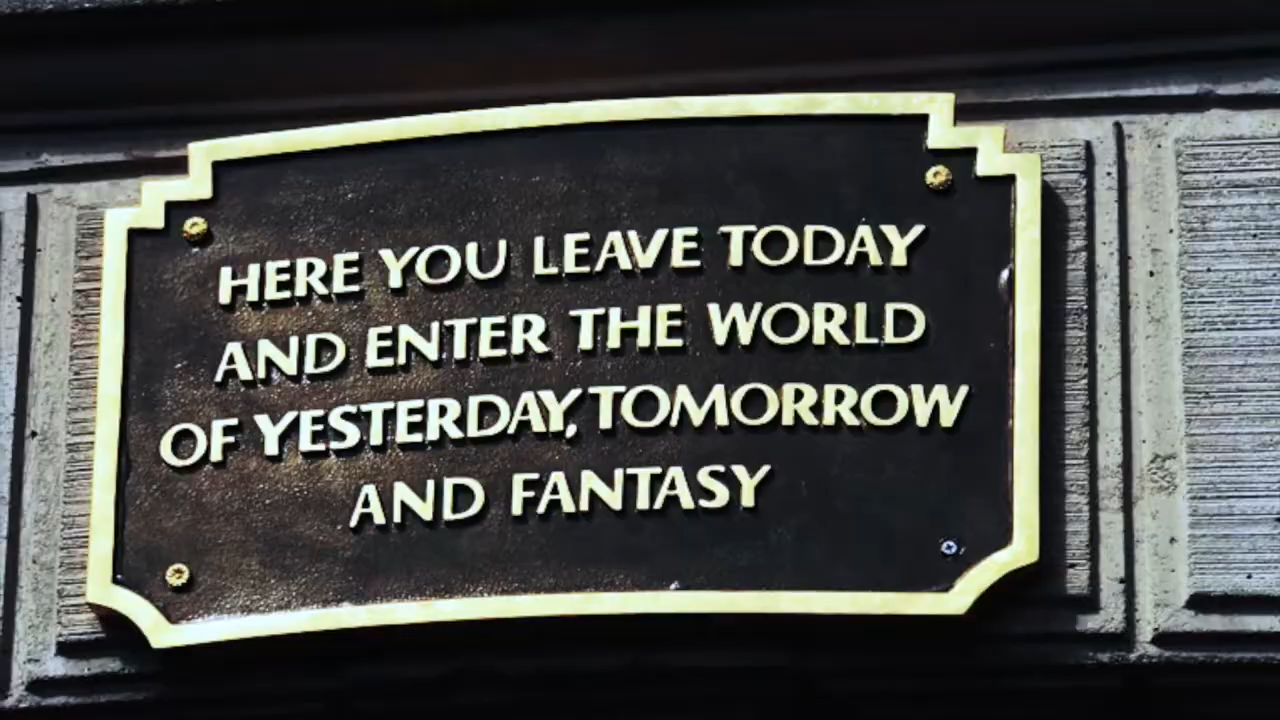 HERE YOU LEAVE TODAY
AND ENTER THE WORLD
OF YESTERDAY, TOMORROW
AND FANTASY